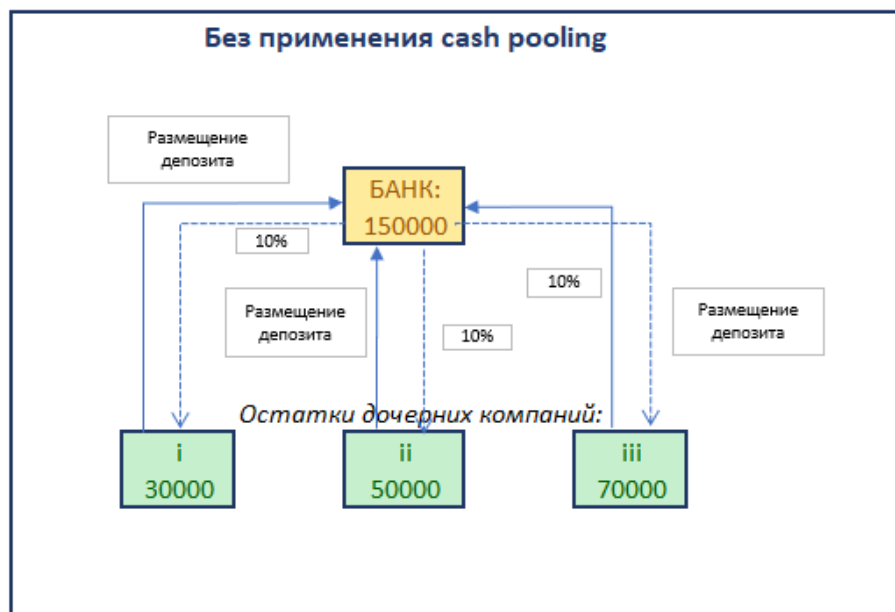 Без применения cash pooling
Размещение
депозита
БАНК:
150000
10%
10%
Размещение
депозита
10%
Размещение
депозита
Остатки дочерних компаний:
i
30000
ii
50000
iii
70000